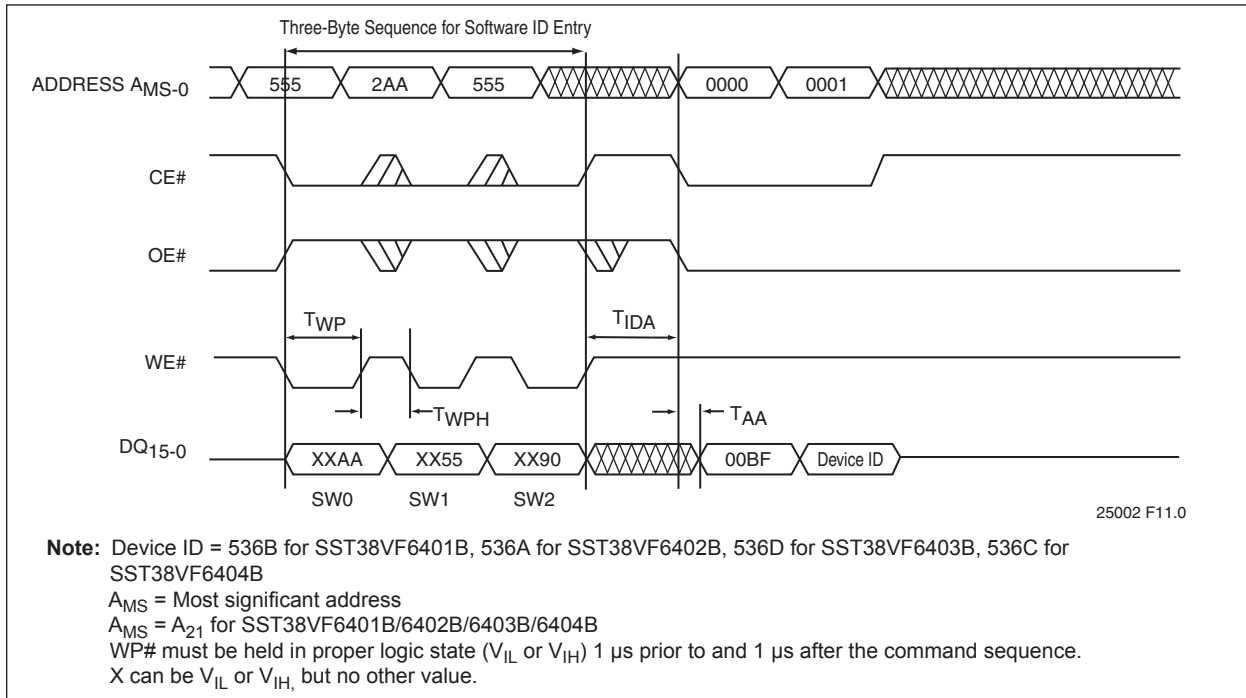 Three-Byte Sequence for Software ID Entry
ADDRESS AMS-0
555 2AA 555 0000 0001
CE#
OE#
TWP TIDA
WE#
TWPH TAA
DQ15-0
XXAA XX55 XX90 00BF Device ID
SW0 SW1 SW2
25002 F11.0
Note: Device ID = 536B for SST38VF6401B, 536A for SST38VF6402B, 536D for SST38VF6403B, 536C for
SST38VF6404B
AMS = Most significant address
AMS = A21 for SST38VF6401B/6402B/6403B/6404B
WP# must be held in proper logic state (VIL or VIH) 1 µs prior to and 1 µs after the command sequence.
X can be VIL or VIH, but no other value.